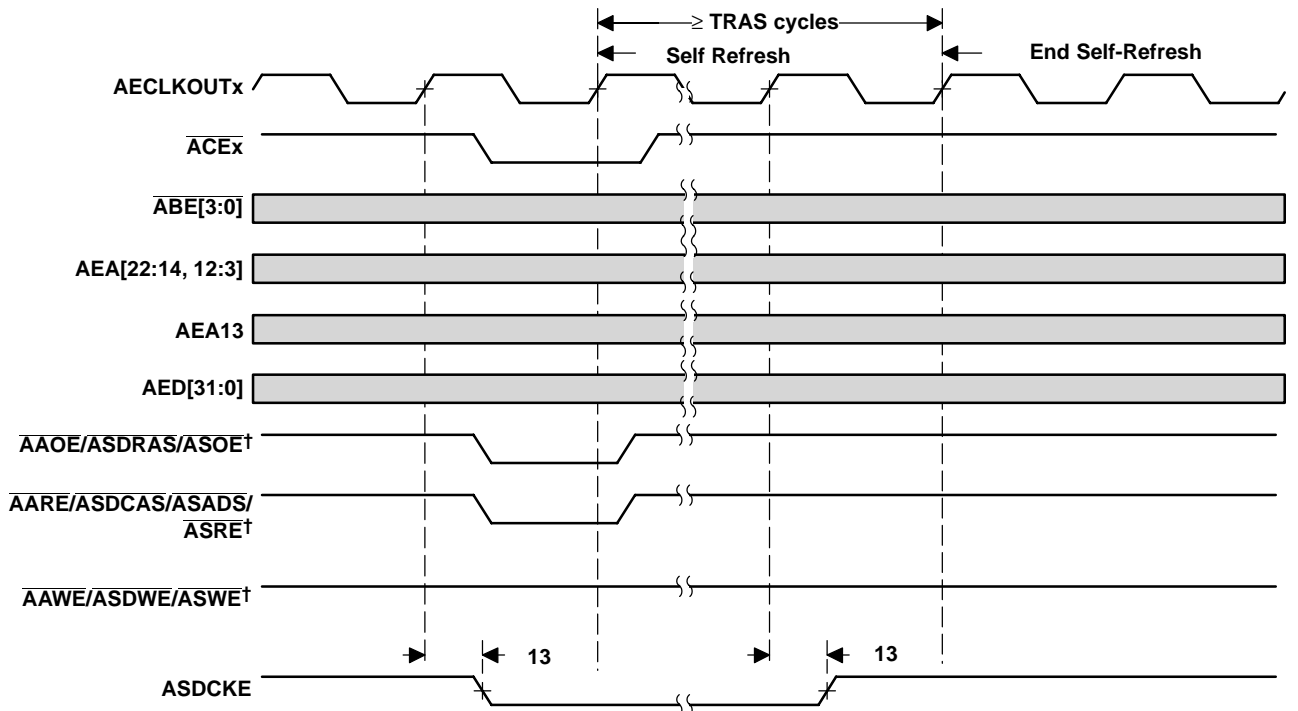 ≥ TRAS cycles
Self Refresh
End Self-Refresh
AECLKOUTx
ACEx
ABE[3:0]
AEA[22:14, 12:3]
AEA13
AED[31:0]
AAOE/ASDRAS/ASOE†
AARE/ASDCAS/ASADS/
ASRE†
AAWE/ASDWE/ASWE†
13
13
ASDCKE